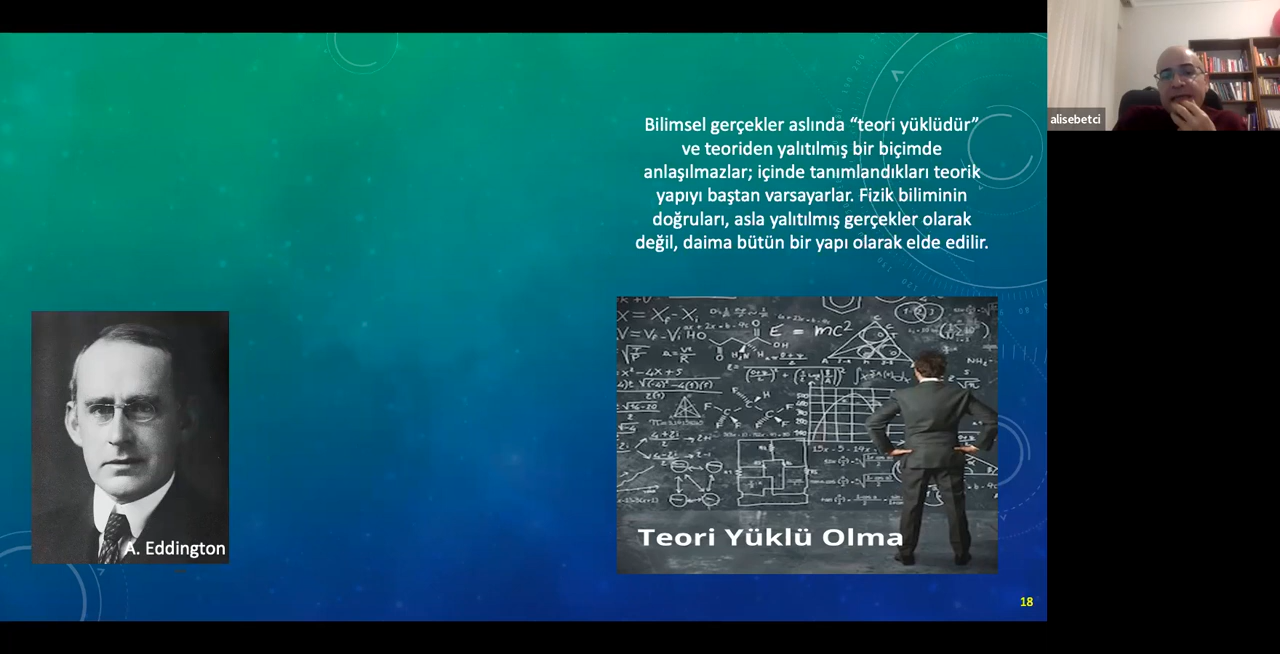 Bilimsel gerçekler aslında “teori yüklüdür”
ve teoriden yalıtılmış bir biçimde
anlaşılmazlar; içinde tanımlandıkları teorik
yapıyı baştan varsayarlar. Fizik biliminin
doğruları, asla yalıtılmış gerçekler olarak
değil, daima bütün bir yapı olarak elde edilir.
alisebetci
E = mc²
A. Eddington
Teori Yüklü Olma
18